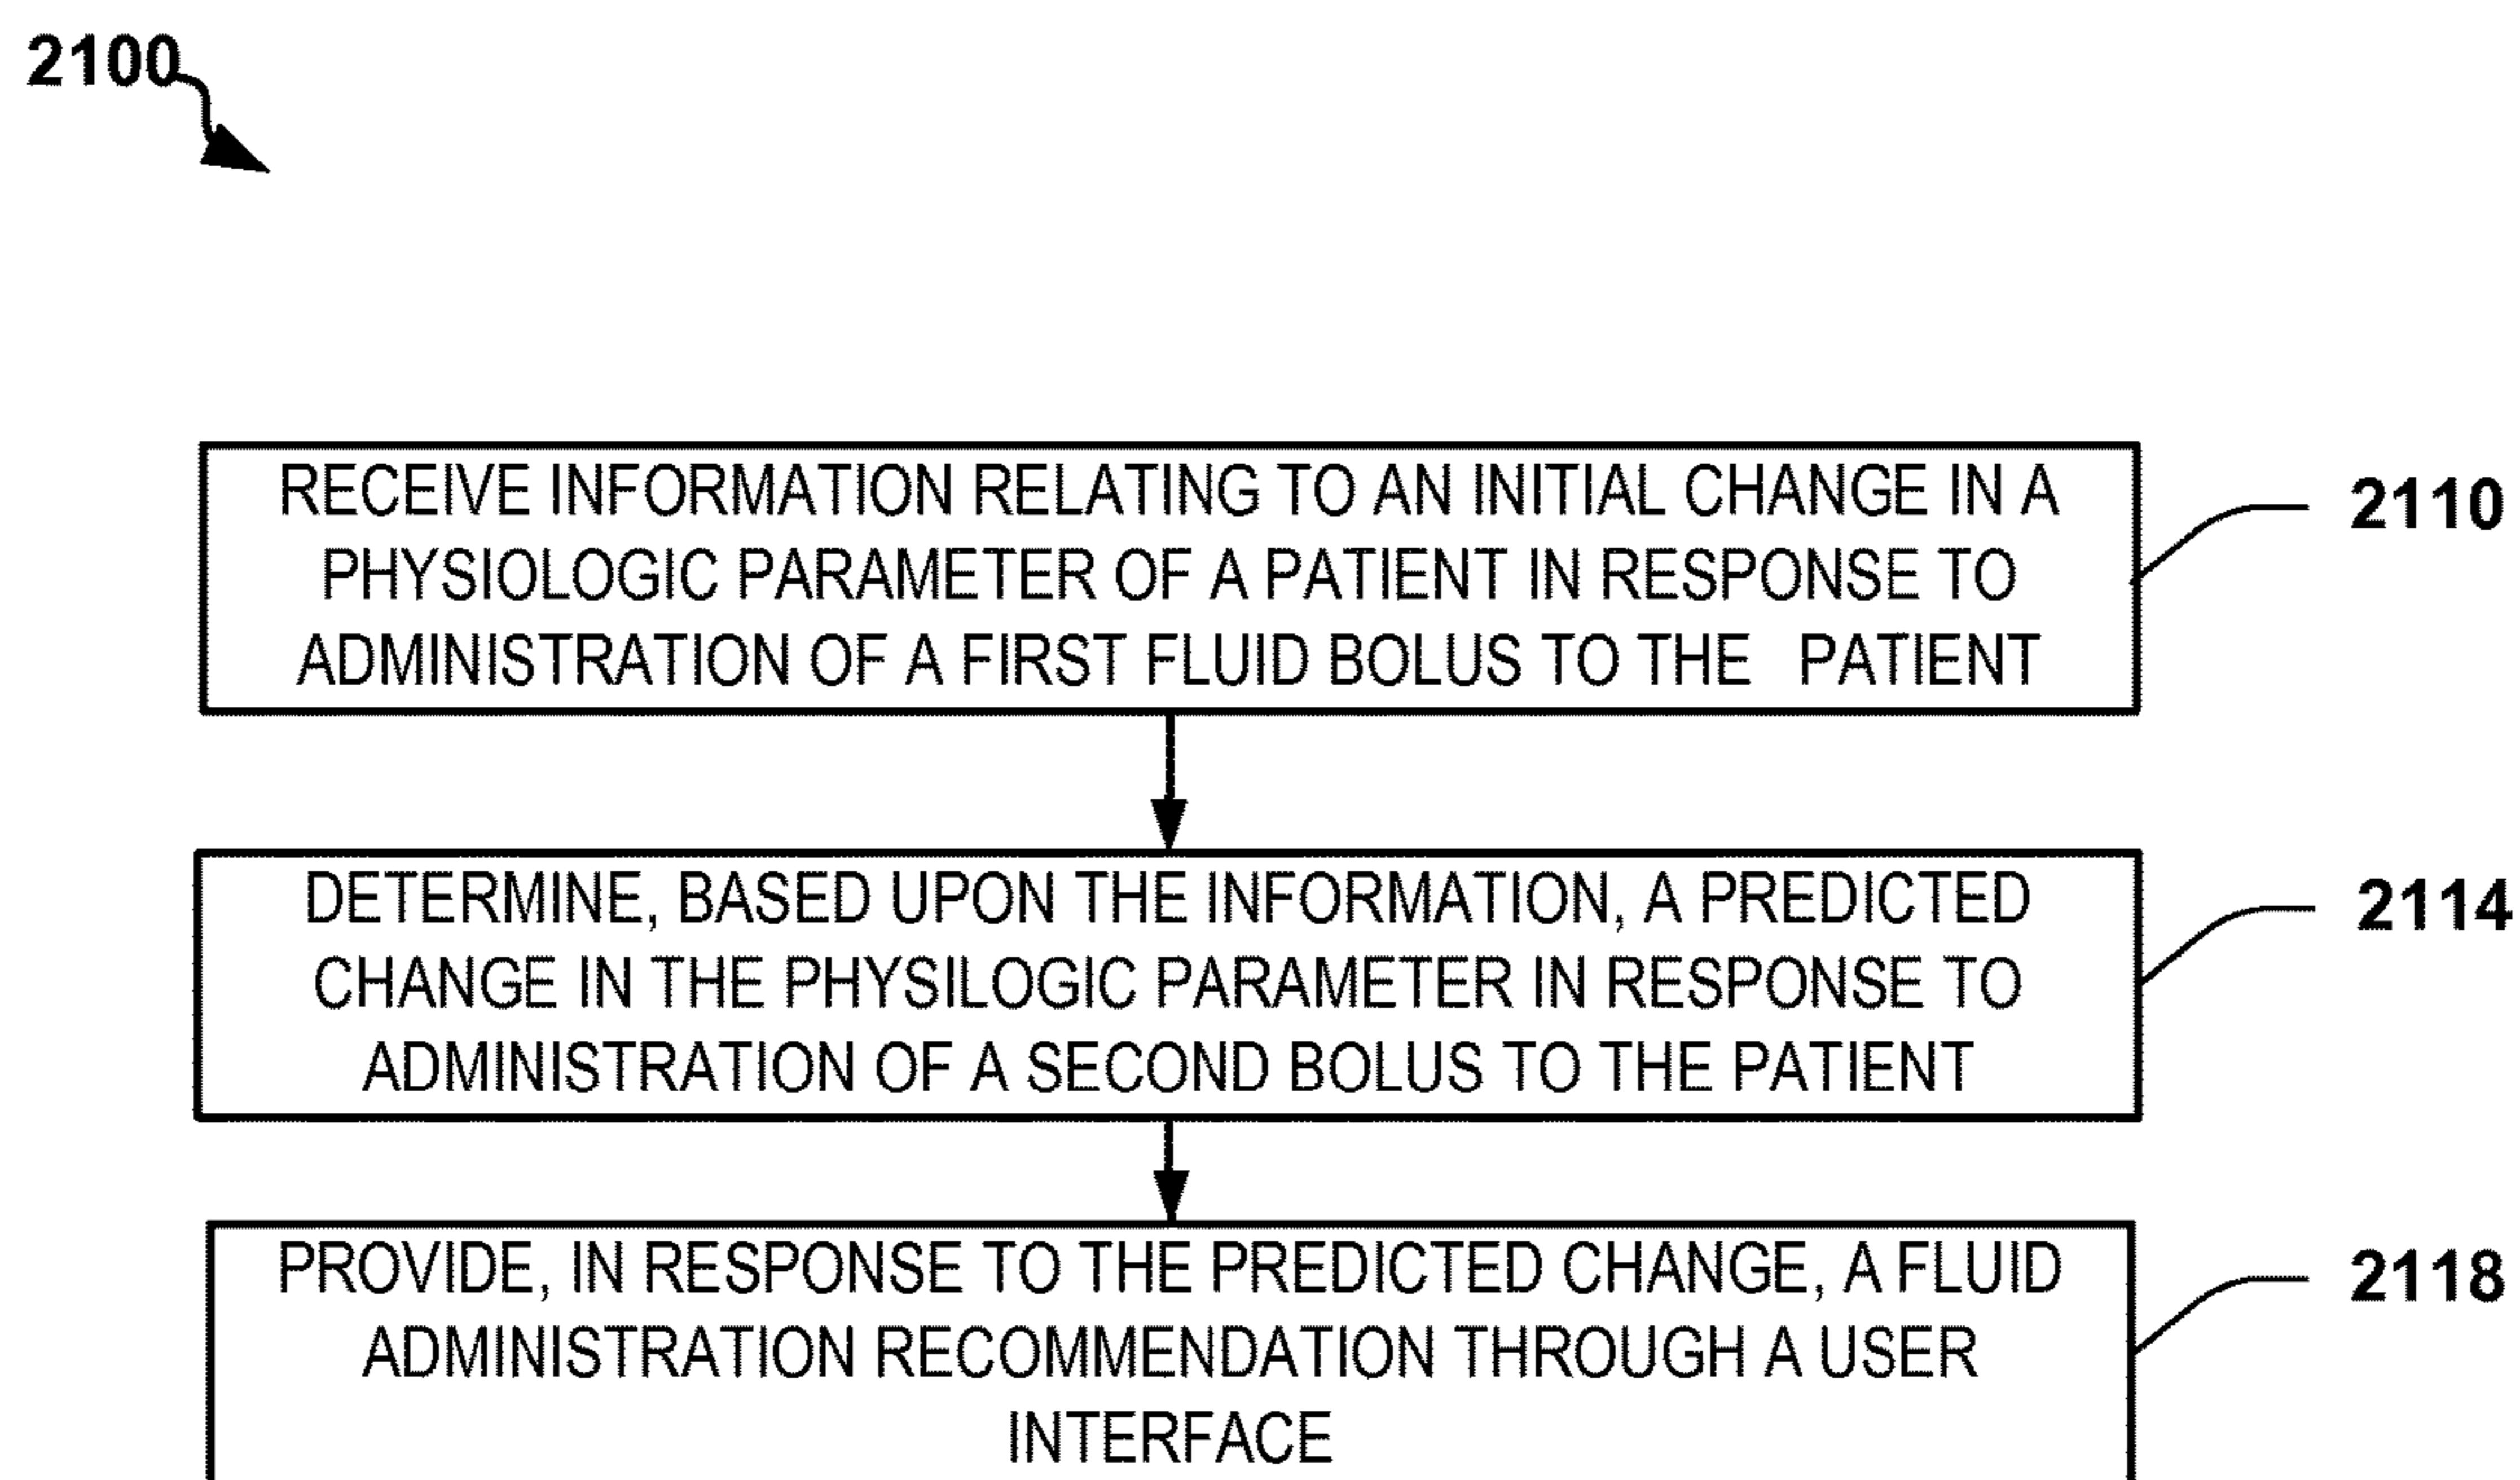 2100
RECEIVE INFORMATION RELATING TO AN INITIAL CHANGE IN A
PHYSIOLOGIC PARAMETER OF A PATIENT IN RESPONSE TO
ADMINISTRATION OF A FIRST FLUID BOLUS TO THE PATIENT
2110
DETERMINE, BASED UPON THE INFORMATION, A PREDICTED
CHANGE IN THE PHYSILOGIC PARAMETER IN RESPONSE TO
ADMINISTRATION OF A SECOND BOLUS TO THE PATIENT
2114
PROVIDE, IN RESPONSE TO THE PREDICTED CHANGE, A FLUID
ADMINISTRATION RECOMMENDATION THROUGH A USER
INTERFACE
2118